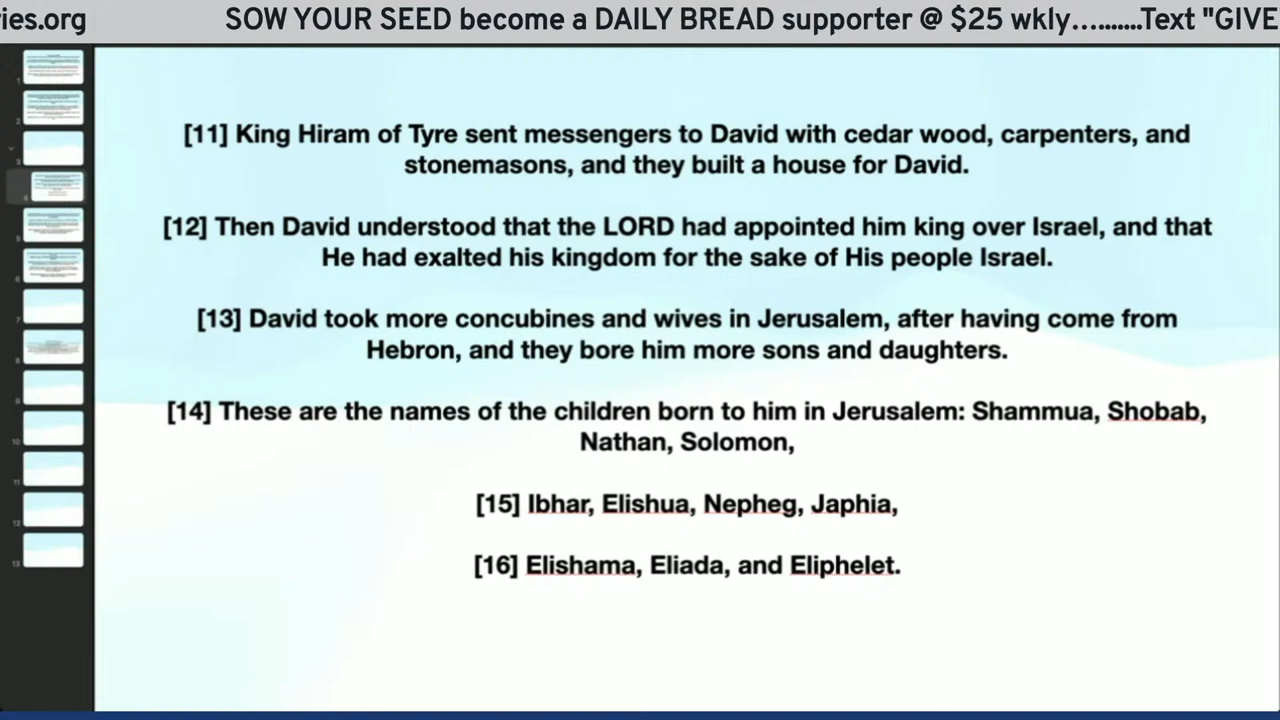 ries.org SOW YOUR SEED become a DAILY BREAD supporter @ $25 wkly..........Text "GIVE
[11] King Hiram of Tyre sent messengers to David with cedar wood, carpenters, and
stonemasons, and they built a house for David.
[12] Then David understood that the LORD had appointed him king over Israel, and that
He had exalted his kingdom for the sake of His people Israel.
[13] David took more concubines and wives in Jerusalem, after having come from
Hebron, and they bore him more sons and daughters.
[14] These are the names of the children born to him in Jerusalem: Shammua, Shobab,
Nathan, Solomon,
[15] Ibhar, Elishua, Nepheg, Japhia,
[16] Elishama, Eliada, and Eliphelet.